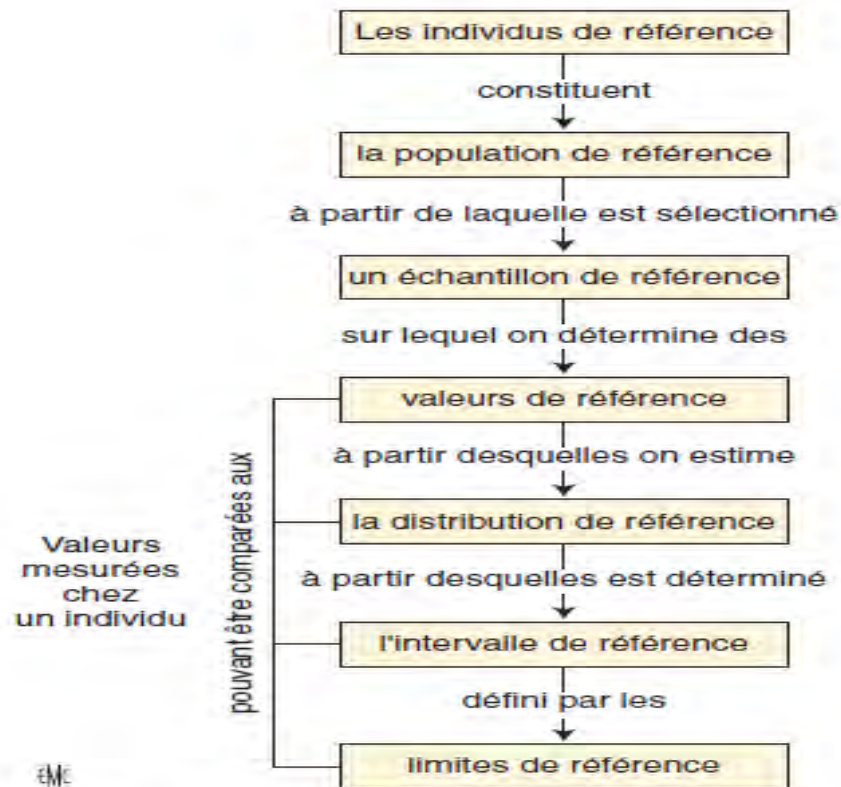 Les individus de référence
constituent
la population de référence
à partir de laquelle est sélectionné
un échantillon de référence
sur lequel on détermine des
valeurs de référence
à partir desquelles on estime
la distribution de référence
à partir desquelles est déterminé
l'intervalle de référence
défini par les
limites de référence
pouvant être comparées aux
Valeurs
mesurées
chez
un individu
EMC